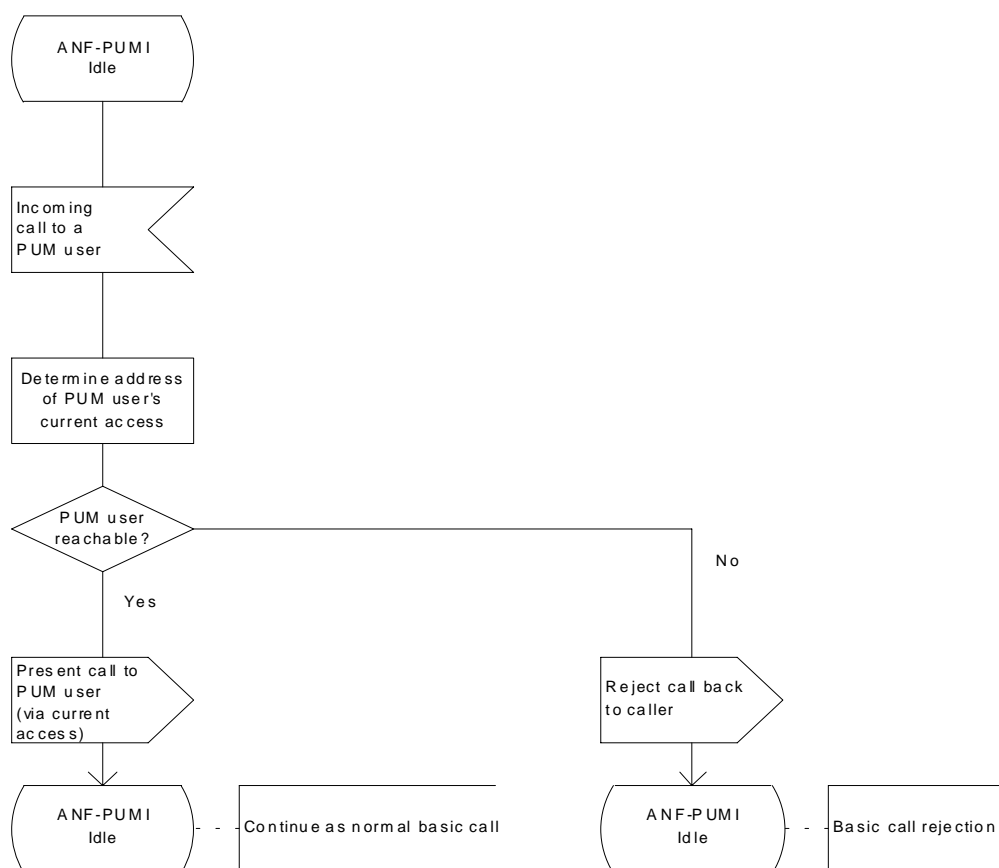 ANF-PUMI
Idle
Incoming
call to a
PUM user
Determine address
of PUM user's
current access
PUM user
reachable?
No
Yes
Present call to
PUM user
(via current
access)
Reject call back
to caller
ANF-PUMI
Idle
Continue as normal basic call
ANF-PUMI
Idle
Basic call rejection